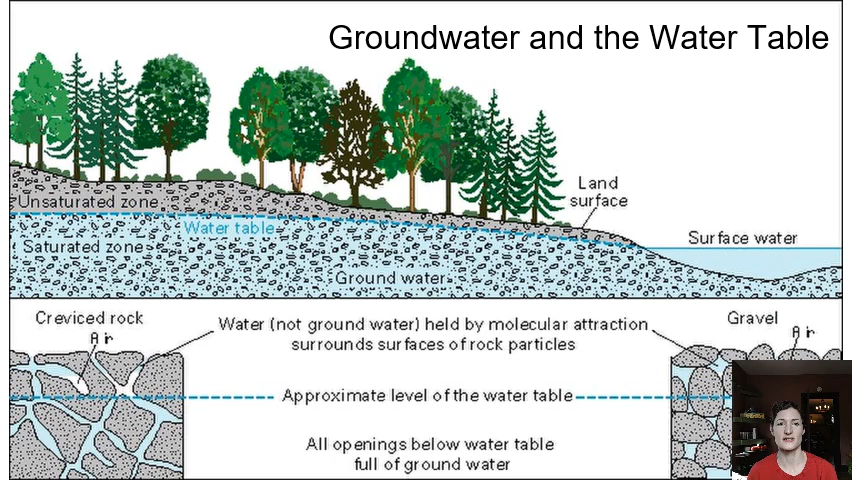 Groundwater and the Water Table
Land
surface
Unsaturated zone
Water table
Surface water
Saturated zone
Ground water
Creviced rock
Air
Water (not ground water) held by molecular attraction
surrounds surfaces of rock particles
Gravel
Air
Approximate level of the water table
All openings below water table
full of ground water